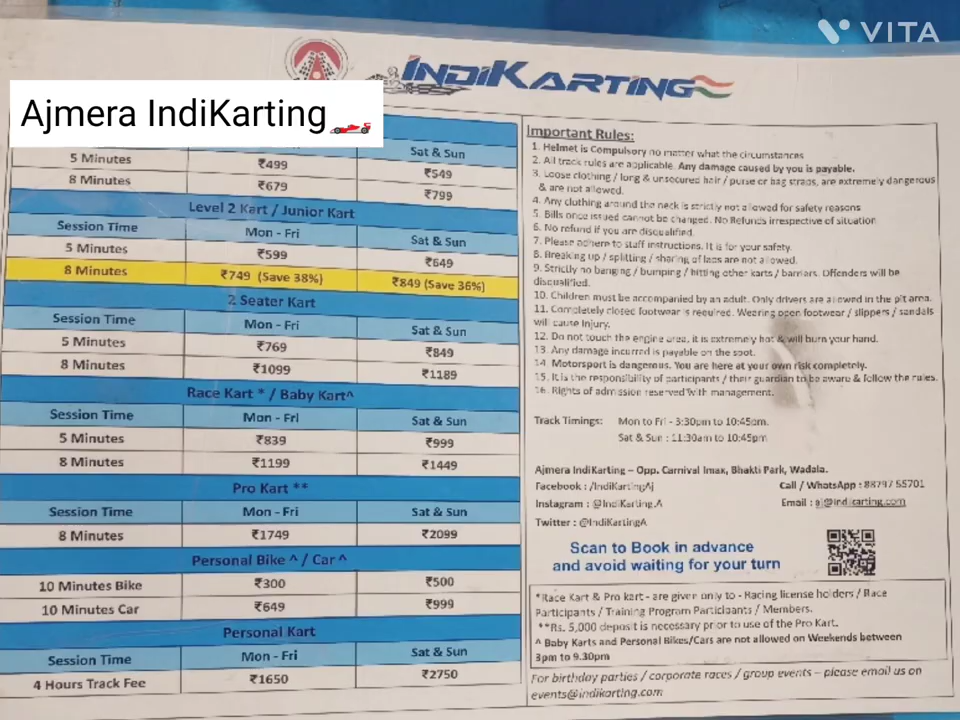 VITA
INDIKARTING
Ajmera IndiKarting
Sat & Sun
5 Minutes ₹499 ₹549
8 Minutes ₹679 ₹799
Level 2 Kart / Junior Kart
Session Time Mon - Fri Sat & Sun
5 Minutes ₹599 ₹649
8 Minutes ₹749 (Save 38%) ₹849 (Save 36%)
2 Seater Kart
Session Time Mon - Fri Sat & Sun
5 Minutes ₹769 ₹849
8 Minutes ₹1099 ₹1189
Race Kart * / Baby Kart^
Session Time Mon - Fri Sat & Sun
5 Minutes ₹839 ₹999
8 Minutes ₹1199 ₹1449
Pro Kart **
Session Time Mon - Fri Sat & Sun
8 Minutes ₹1749 ₹2099
Personal Bike ^ / Car ^
10 Minutes Bike ₹300 ₹500
10 Minutes Car ₹649 ₹999
Personal Kart
Session Time Mon - Fri Sat & Sun
4 Hours Track Fee ₹1650 ₹2750
Important Rules:
1. Helmet is Compulsory no matter what the circumstances
2. All track rules are applicable. Any damage caused by you is payable.
3. Loose clothing / long & unsecured hair / purse or bag straps, are extremely dangerous
& are not allowed.
4. Any clothing around the neck is strictly not allowed for safety reasons
5. Bills once issued cannot be changed. No Refunds irrespective of situation
6. No refund if you are disqualified.
7. Please adhere to staff instructions. It is for your safety.
8. Breaking up / splitting / sharing of laps are not allowed.
9. Strictly no banging / bumping / hitting other karts / barriers. Offenders will be
disqualified.
10. Children must be accompanied by an adult. Only drivers are allowed in the pit area.
11. Completely closed footwear is required. Wearing open footwear / slippers / sandals
will cause injury.
12. Do not touch the engine area, it is extremely hot & will burn your hand.
13. Any damage incurred is payable on the spot.
14. Motorsport is dangerous. You are here at your own risk completely.
15. It is the responsibility of participants / their guardian to be aware & follow the rules.
16. Rights of admission reserved with management.
Track Timings: Mon to Fri - 3:30pm to 10:45pm.
Sat & Sun : 11:30am to 10:45pm
Ajmera IndiKarting – Opp. Carnival Imax, Bhakti Park, Wadala.
Facebook : /IndiKartingAj Call / WhatsApp : 88797 55701
Instagram : @IndiKarting.A Email : aj@indikarting.com
Twitter : @IndiKartingA
Scan to Book in advance
and avoid waiting for your turn
*Race Kart & Pro kart - are given only to - Racing license holders / Race
Participants / Training Program Participants / Members.
**Rs. 5,000 deposit is necessary prior to use of the Pro Kart.
^ Baby Karts and Personal Bikes/Cars are not allowed on Weekends between
3pm to 9.30pm
For birthday parties / corporate races / group events – please email us on
events@indikarting.com